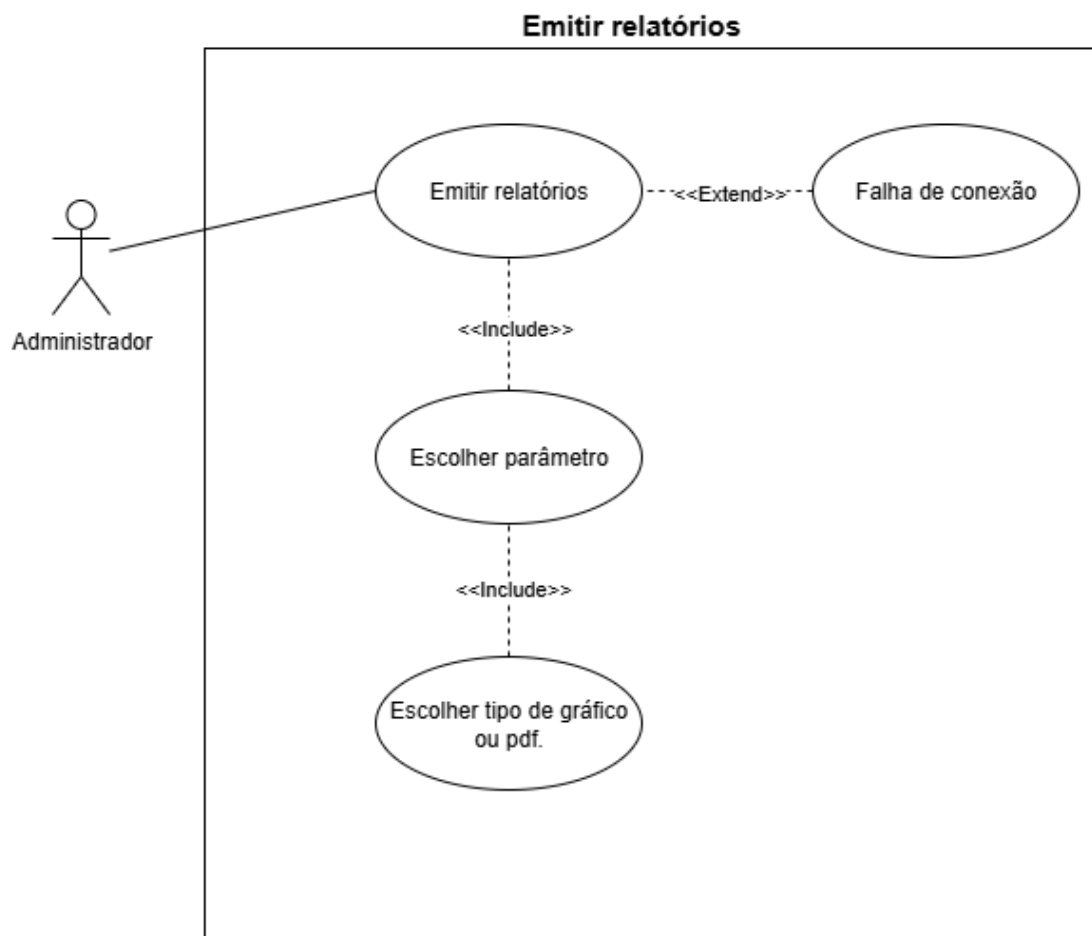 Emitir relatórios
Emitir relatórios
<<Extend>>
Falha de conexão
Administrador
<<Include>>
Escolher parâmetro
<<Include>>
Escolher tipo de gráfico
ou pdf.